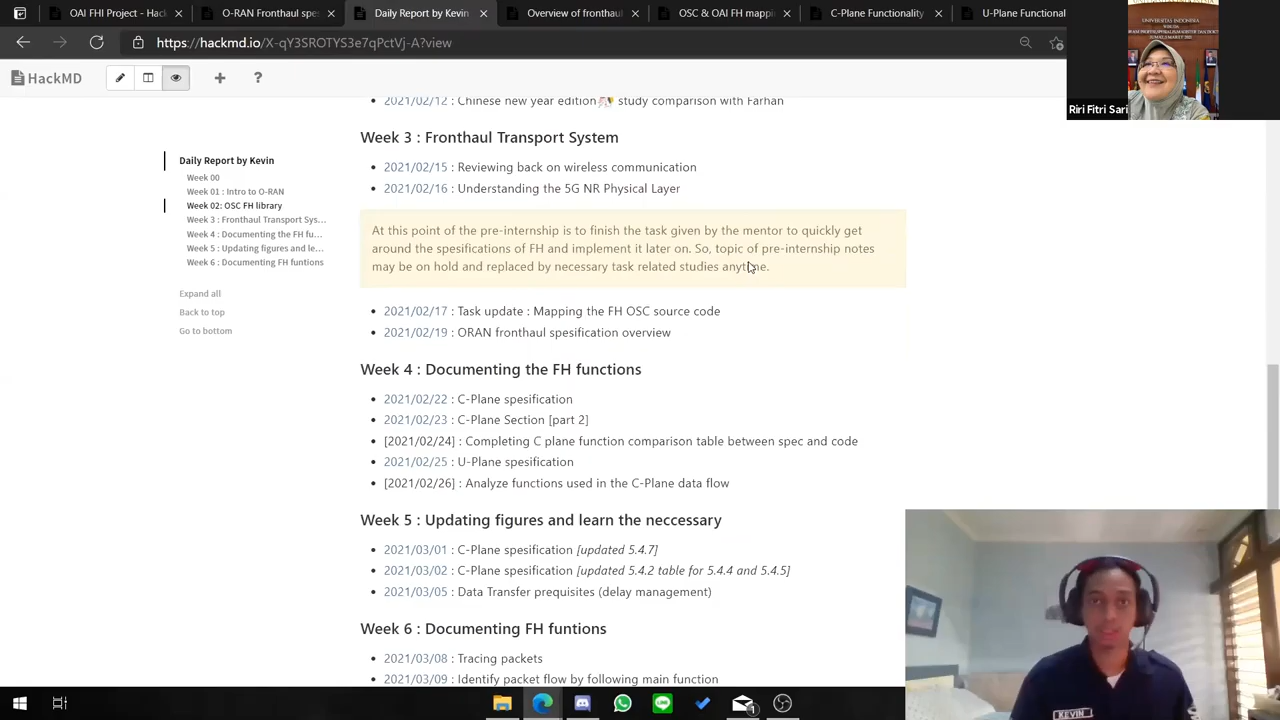 OAI FHI Project - D
OAI & OAI FHI spe
Daily Report by Kev
Overview of fronthaul
OSC & OAI FH mapp
C-Plane Functionality
U-Plane Functional
https://hackmd.io/X-qY3SROTYS3e7qPctVj-A?view
HackMD
UNIVERSITAS INDONESIA
Riri Fitri Sari
Daily Report by Kevin
Week 00
Week 01 : Intro to O-RAN
Week 02: OSC FH library
Week 3 : Fronthaul Transport Sys...
Week 4 : Documenting the FH fu...
Week 5 : Updating figures and le...
Week 6 : Documenting FH funtions
Expand all
Back to top
Go to bottom
2021/02/12 : Chinese new year edition🎊 study comparison with Farhan
Week 3 : Fronthaul Transport System
2021/02/15 : Reviewing back on wireless communication
2021/02/16 : Understanding the 5G NR Physical Layer
At this point of the pre-internship is to finish the task given by the mentor to quickly get
around the spesifications of FH and implement it later on, So, topic of pre-internship notes
may be on hold and replaced by necessary task related studies anytime.
2021/02/17 : Task update : Mapping the FH OSC source code
2021/02/19 : ORAN fronthaul spesification overview
Week 4 : Documenting the FH functions
2021/02/22 : C-Plane spesification
2021/02/23 : C-Plane Section [part 2]
[2021/02/24] : Completing C plane function comparison table between spec and code
2021/02/25 : U-Plane spesification
[2021/02/26] : Analyze functions used in the C-Plane data flow
Week 5 : Updating figures and learn the neccessary
2021/03/01 : C-Plane spesification [updated 5.4.7]
2021/03/02 : C-Plane spesification [updated 5.4.2 table for 5.4.4 and 5.4.5]
2021/03/05 : Data Transfer prequisites (delay management)
Week 6 : Documenting FH funtions
2021/03/08 : Tracing packets
2021/03/09 : Identify packet flow by following main function
KEVIN
1